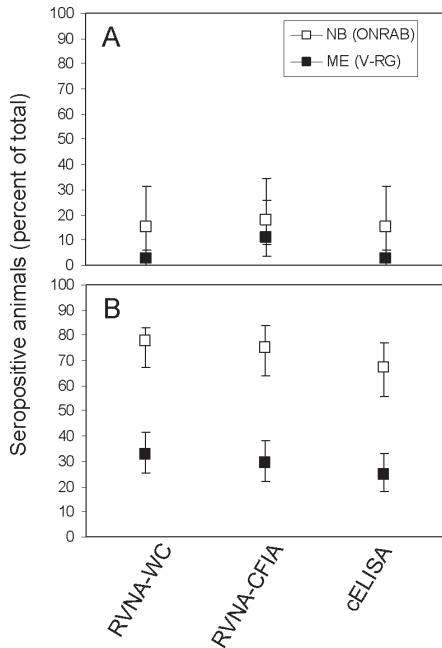 Seropositive animals (percent of total)
A
NB (ONRAB)
ME (V-RG)
100
90
80
70
60
50
40
30
20
10
0
B
100
90
80
70
60
50
40
30
20
10
0
RVNA-WC
RVNA-CFIA
cELISA